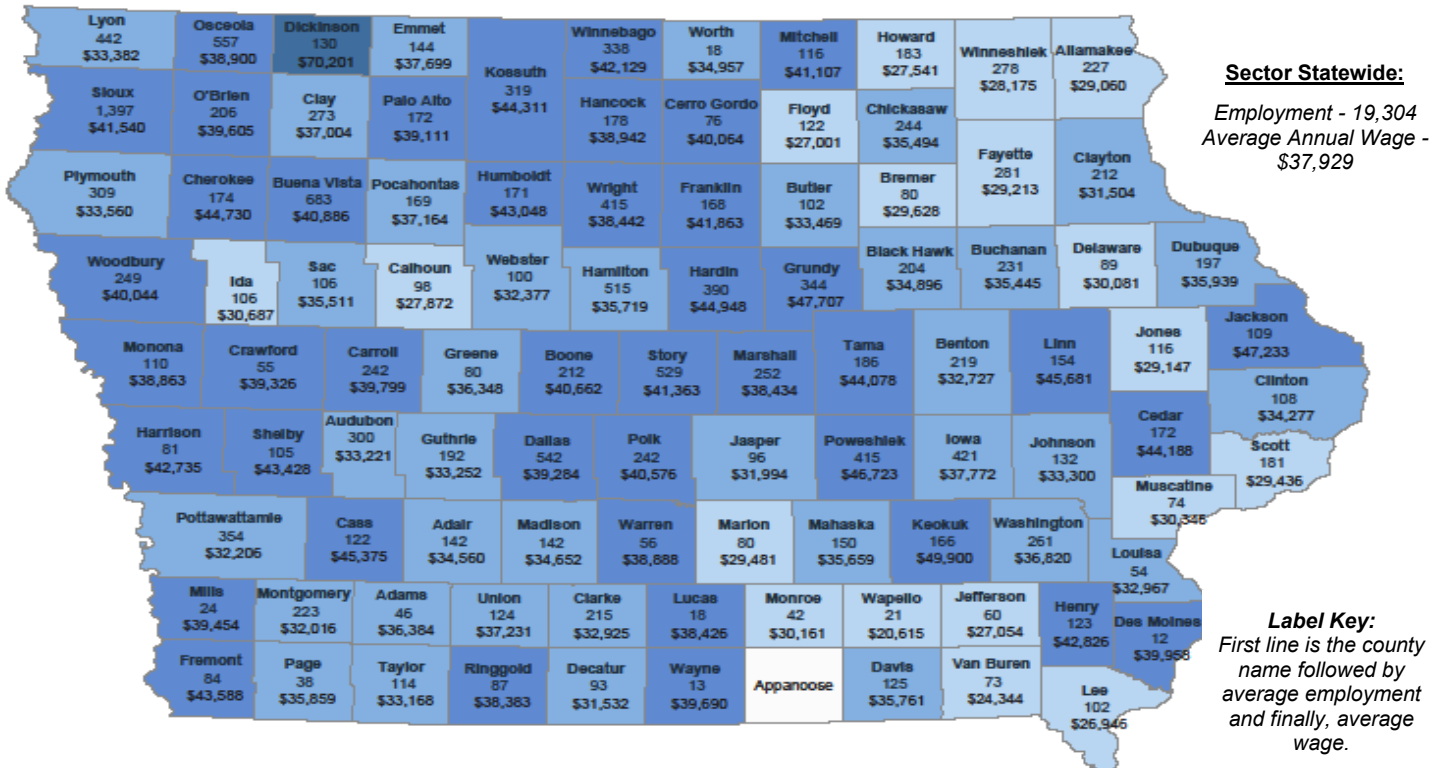 Lyon
442
$33,382
Osceola
557
$38,900
Dickinson
130
$70,201
Emmet
144
$37,699
Kossuth
319
$44,311
Winnebago
338
$42,129
Worth
18
$34,957
Mitchell
116
$41,107
Howard
183
$27,541
Winneshiek
278
$28,175
Allamakee
227
$29,060
Sioux
1,397
$41,540
O'Brien
206
$39,605
Clay
273
$37,004
Palo Alto
172
$39,111
Hancock
178
$38,942
Cerro Gordo
76
$40,064
Floyd
122
$27,001
Chickasaw
244
$35,494
Fayette
281
$29,213
Clayton
212
$31,504
Plymouth
309
$33,560
Cherokee
174
$44,730
Buena Vista
683
$40,886
Pocahontas
169
$37,164
Humboldt
171
$43,048
Wright
415
$38,442
Franklin
168
$41,863
Butler
102
$33,469
Bremer
80
$29,628
Woodbury
249
$40,044
Ida
106
$30,687
Sac
106
$35,511
Calhoun
98
$27,872
Webster
100
$32,377
Hamilton
515
$35,719
Hardin
390
$44,948
Grundy
344
$47,707
Black Hawk
204
$34,896
Buchanan
231
$35,445
Delaware
89
$30,081
Dubuque
197
$35,939
Monona
110
$38,863
Crawford
55
$39,326
Carroll
242
$39,799
Greene
80
$36,348
Boone
212
$40,662
Story
529
$41,363
Marshall
252
$38,434
Tama
186
$44,078
Benton
219
$32,727
Linn
154
$45,681
Jones
116
$29,147
Jackson
109
$47,233
Clinton
108
$34,277
Harrison
81
$42,735
Shelby
105
$43,428
Audubon
300
$33,221
Guthrie
192
$33,252
Dallas
542
$39,284
Polk
242
$40,576
Jasper
96
$31,994
Poweshiek
415
$46,723
Iowa
421
$37,772
Johnson
132
$33,300
Cedar
172
$44,188
Scott
181
$29,436
Muscatine
74
$30,346
Pottawattamie
354
$32,206
Cass
122
$45,375
Adair
142
$34,560
Madison
142
$34,652
Warren
56
$38,888
Marion
80
$29,481
Mahaska
150
$35,659
Keokuk
166
$49,900
Washington
261
$36,820
Louisa
54
$32,967
Mills
24
$39,454
Montgomery
223
$32,016
Adams
46
$36,384
Union
124
$37,231
Clarke
215
$32,925
Lucas
18
$38,426
Monroe
42
$30,161
Wapello
21
$20,615
Jefferson
60
$27,054
Henry
123
$42,826
Des Moines
12
$39,958
Fremont
84
$43,588
Page
38
$35,859
Taylor
114
$33,168
Ringgold
87
$38,383
Decatur
93
$31,532
Wayne
13
$39,690
Appanoose
Davis
125
$35,761
Van Buren
73
$24,344
Lee
102
$26,946
Sector Statewide:
Employment - 19,304
Average Annual Wage -
$37,929
Label Key:
First line is the county
name followed by
average employment
and finally, average
wage.